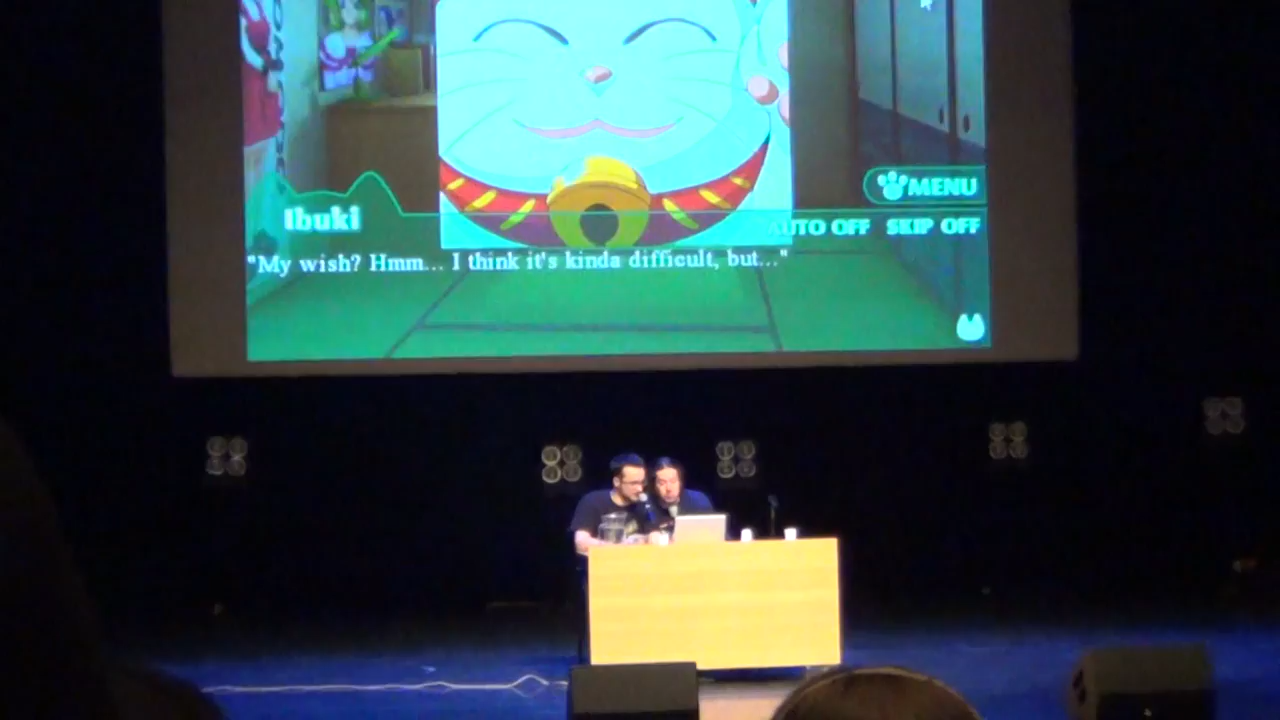 MENU
Ibuki
AUTO OFF SKIP OFF
"My wish? Hmm... I think it's kinda difficult, but..."